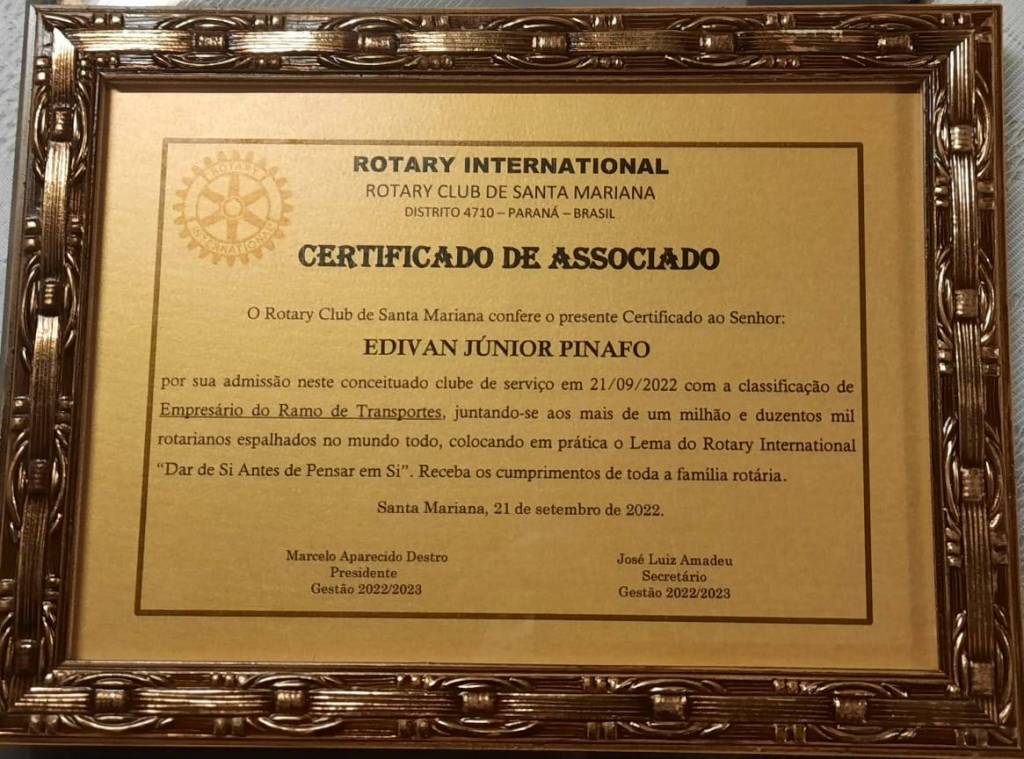 ROTARY INTERNATIONAL
ROTARY INTERNATIONAL
ROTARY CLUB DE SANTA MARIANA
DISTRITO 4710 – PARANÁ – BRASIL
CERTIFICADO DE ASSOCIADO
O Rotary Club de Santa Mariana confere o presente Certificado ao Senhor:
EDIVAN JÚNIOR PINAFO
por sua admissão neste conceituado clube de serviço em 21/09/2022 com a classificação de
Empresário do Ramo de Transportes, juntando-se aos mais de um milhão e duzentos mil
rotarianos espalhados no mundo todo, colocando em prática o Lema do Rotary International
“Dar de Si Antes de Pensar em Si”. Receba os cumprimentos de toda a familia rotária.
Santa Mariana, 21 de setembro de 2022.
Marcelo Aparecido Destro
Presidente
Gestão 2022/2023
José Luiz Amadeu
Secretário
Gestão 2022/2023